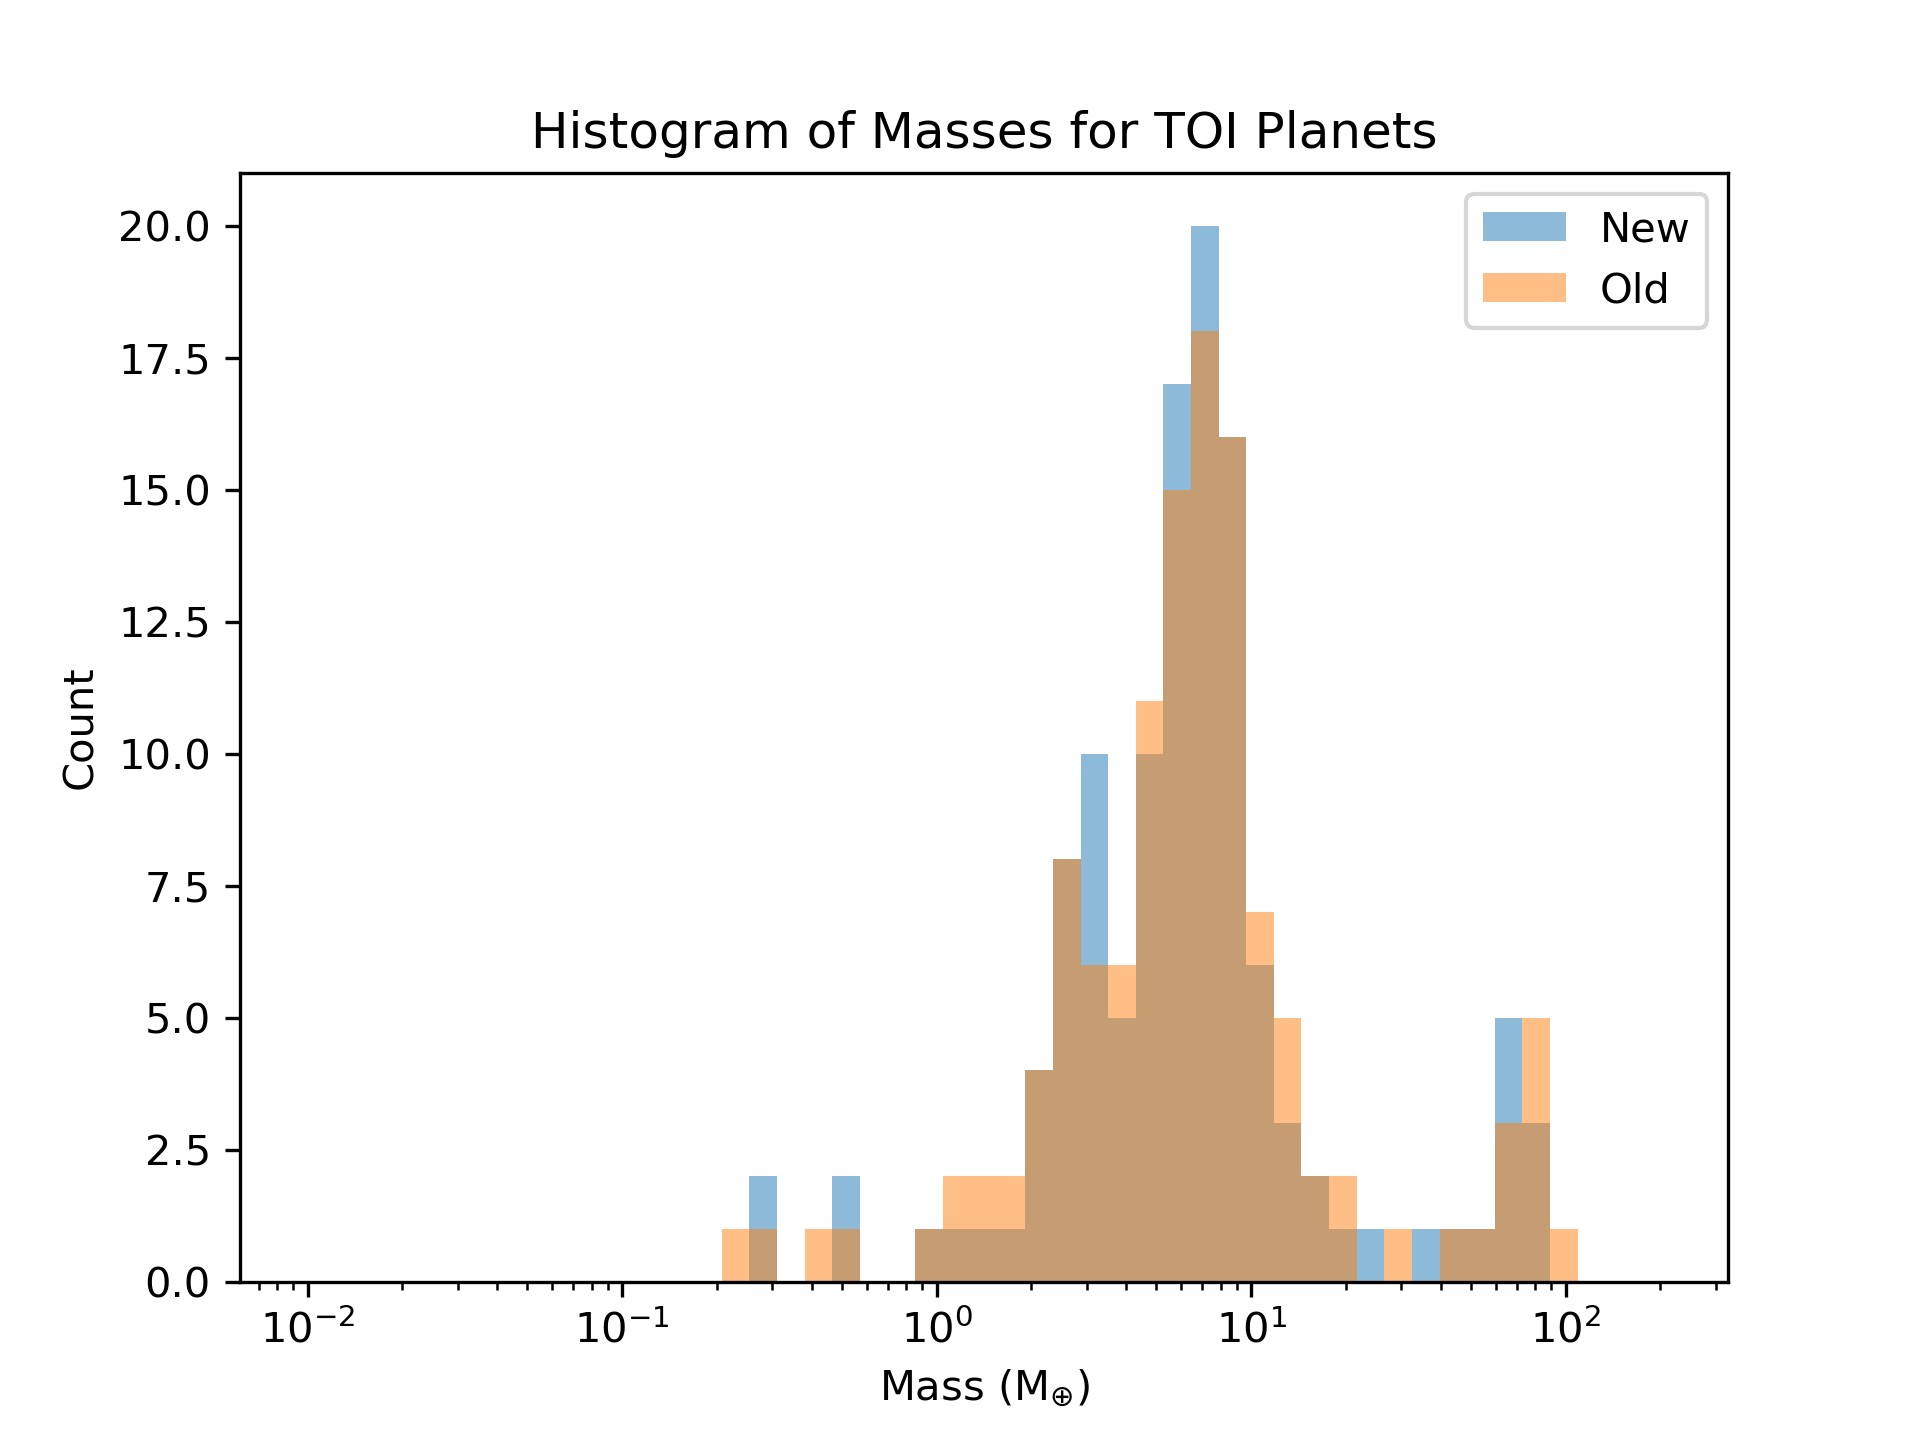 Histogram of Masses for TOI Planets
New
Old
20.0
17.5
15.0
12.5
10.0
7.5
5.0
2.5
0.0
Count
10⁻² 10⁻¹ 10⁰ 10¹ 10²
Mass (M⊕)